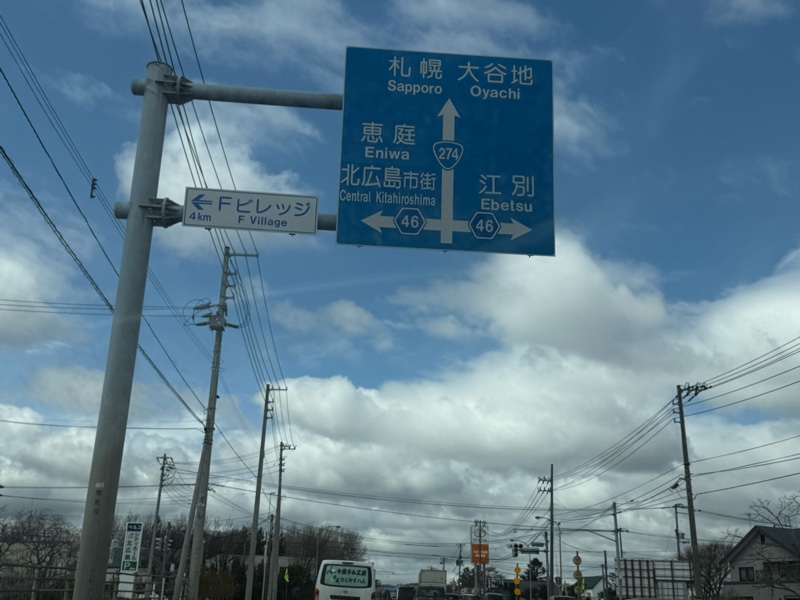 札幌 大谷地
Sapporo Oyachi
恵庭
Eniwa
274
北広島市街
Central Kitahiroshima
江別
Ebetsu
46 46
Fビレッジ
4km F Village
P